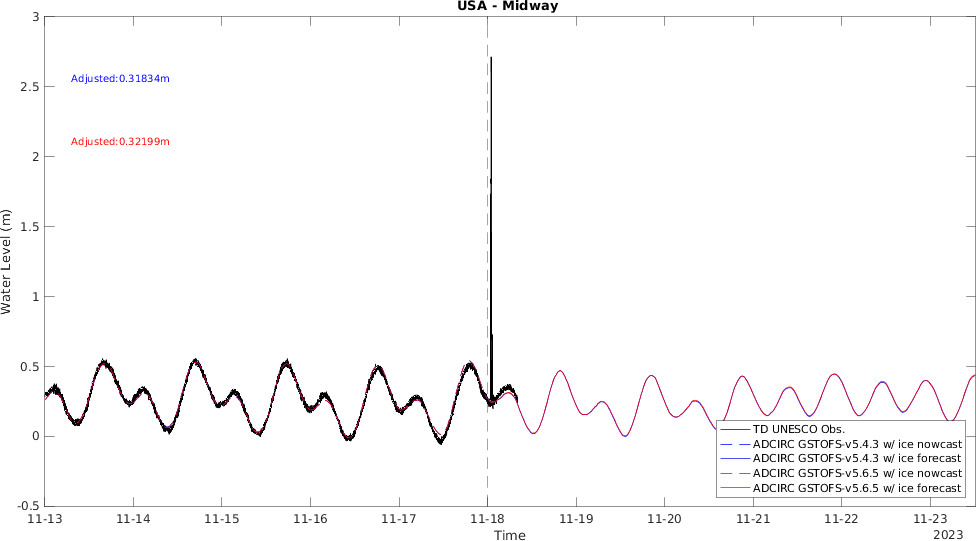 USA - Midway
3
2.5
2
1.5
1
0.5
0
-0.5
Water Level (m)
Adjusted:0.31834m
Adjusted:0.32199m
TD UNESCO Obs.
ADCIRC GSTOFS-v5.4.3 w/ ice nowcast
ADCIRC GSTOFS-v5.4.3 w/ ice forecast
ADCIRC GSTOFS-v5.6.5 w/ ice nowcast
ADCIRC GSTOFS-v5.6.5 w/ ice forecast
11-13 11-14 11-15 11-16 11-17 11-18 11-19 11-20 11-21 11-22 11-23
Time
2023